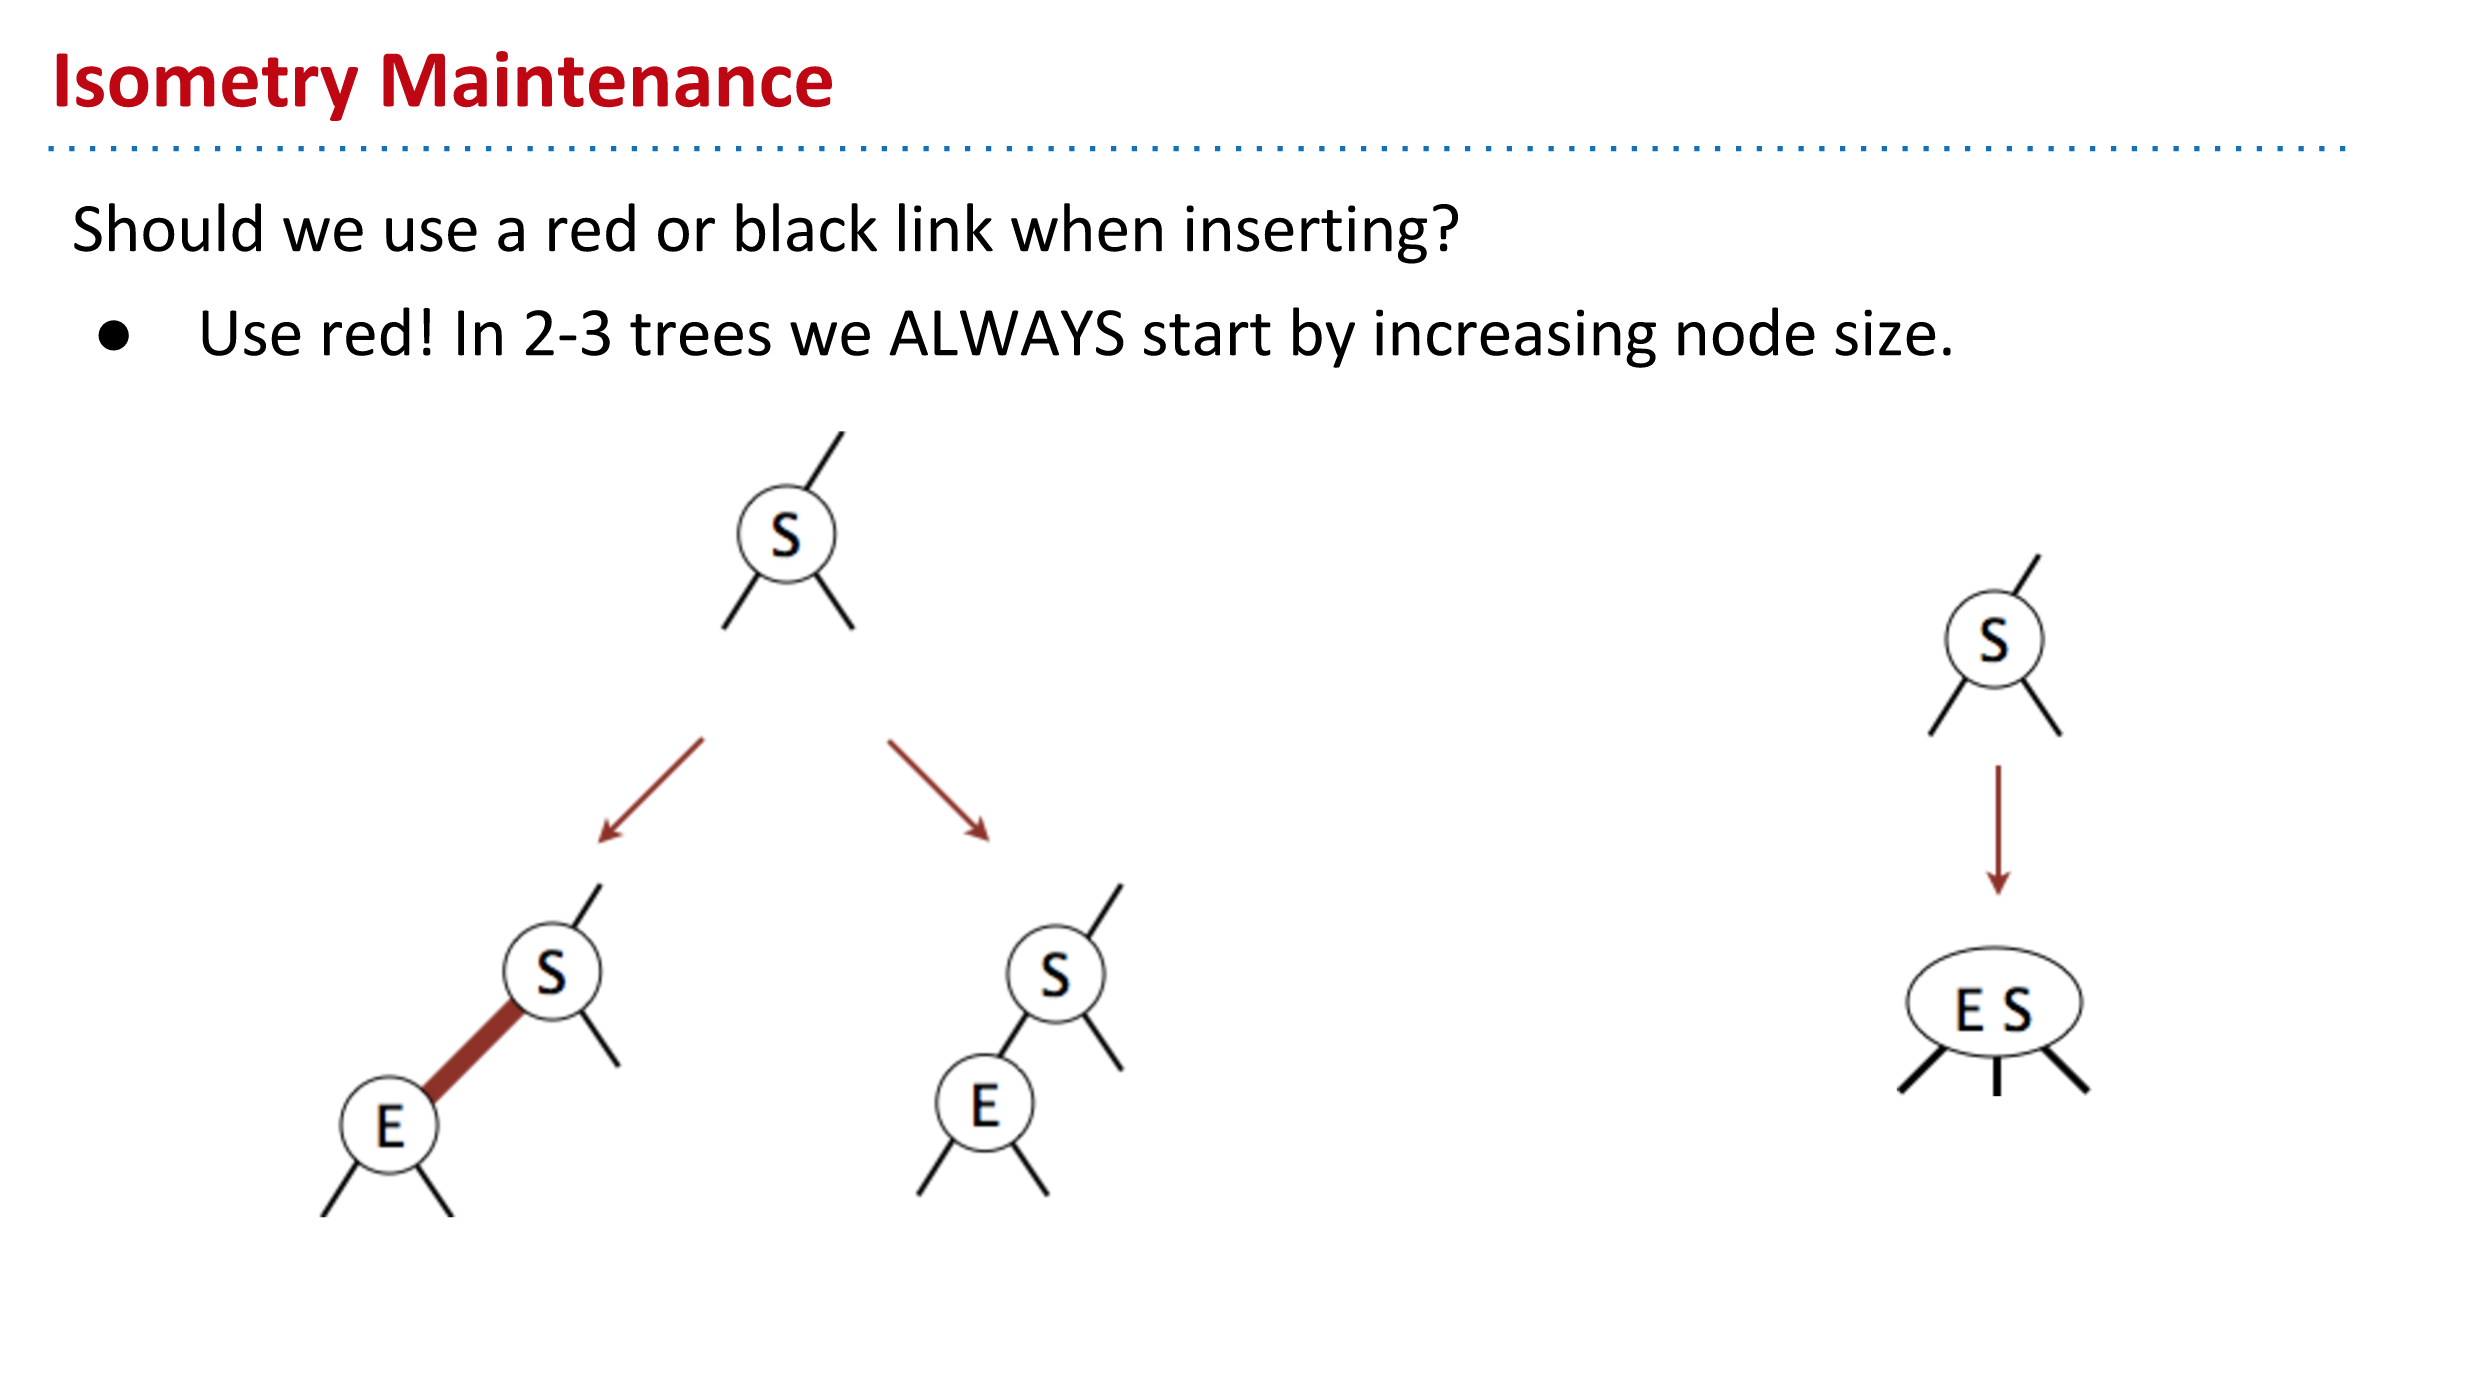 Isometry Maintenance
Should we use a red or black link when inserting?
● Use red! In 2-3 trees we ALWAYS start by increasing node size.
S
S
S
S
E
E
E S